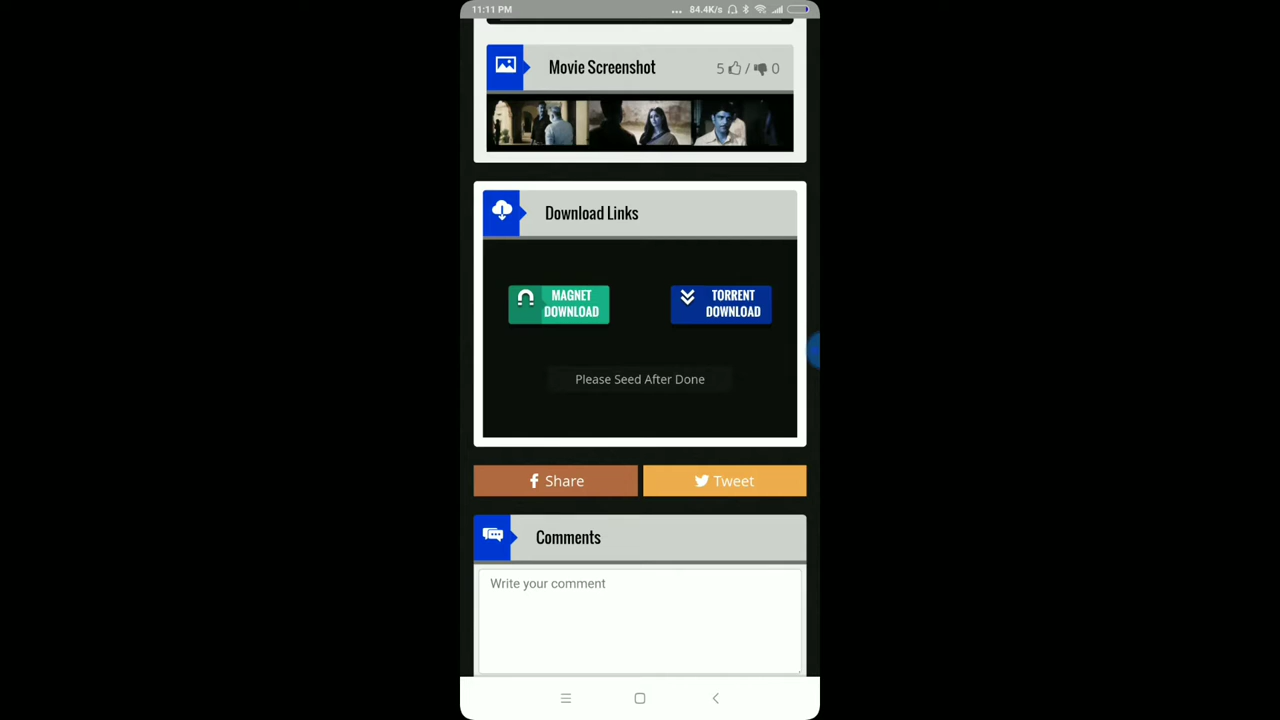 11:11 PM ... 84.4K/s
Movie Screenshot 5 / 0
Download Links
MAGNET TORRENT
DOWNLOAD DOWNLOAD
Please Seed After Done
Share Tweet
Comments
Write your comment